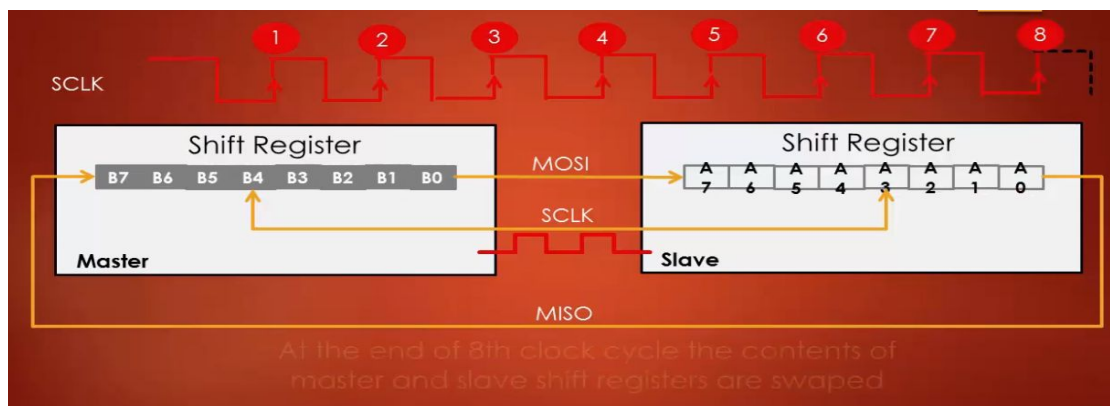 1 2 3 4 5 6 7 8
SCLK
Shift Register
Shift Register
B7 B6 B5 B4 B3 B2 B1 B0
MOSI
A A A A A A A A
7 6 5 4 3 2 1 0
SCLK
Master
Slave
MISO
At the end of 8th clock cycle the contents of
master and slave shift registers are swaped